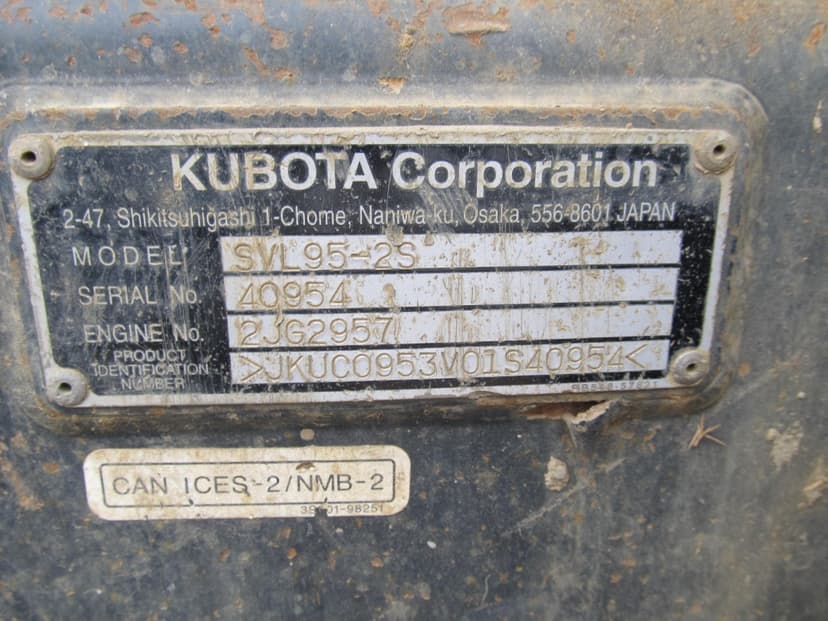 KUBOTA Corporation
2-47, Shikitsuhigashi 1-Chome, Naniwa-ku, Osaka, 556-8601 JAPAN
MODEL SVL95-2S
SERIAL No. 40954
ENGINE No. 2JG2957
PRODUCT IDENTIFICATION NUMBER >JKUC0953V01S40954<
CAN ICES-2/NMB-2